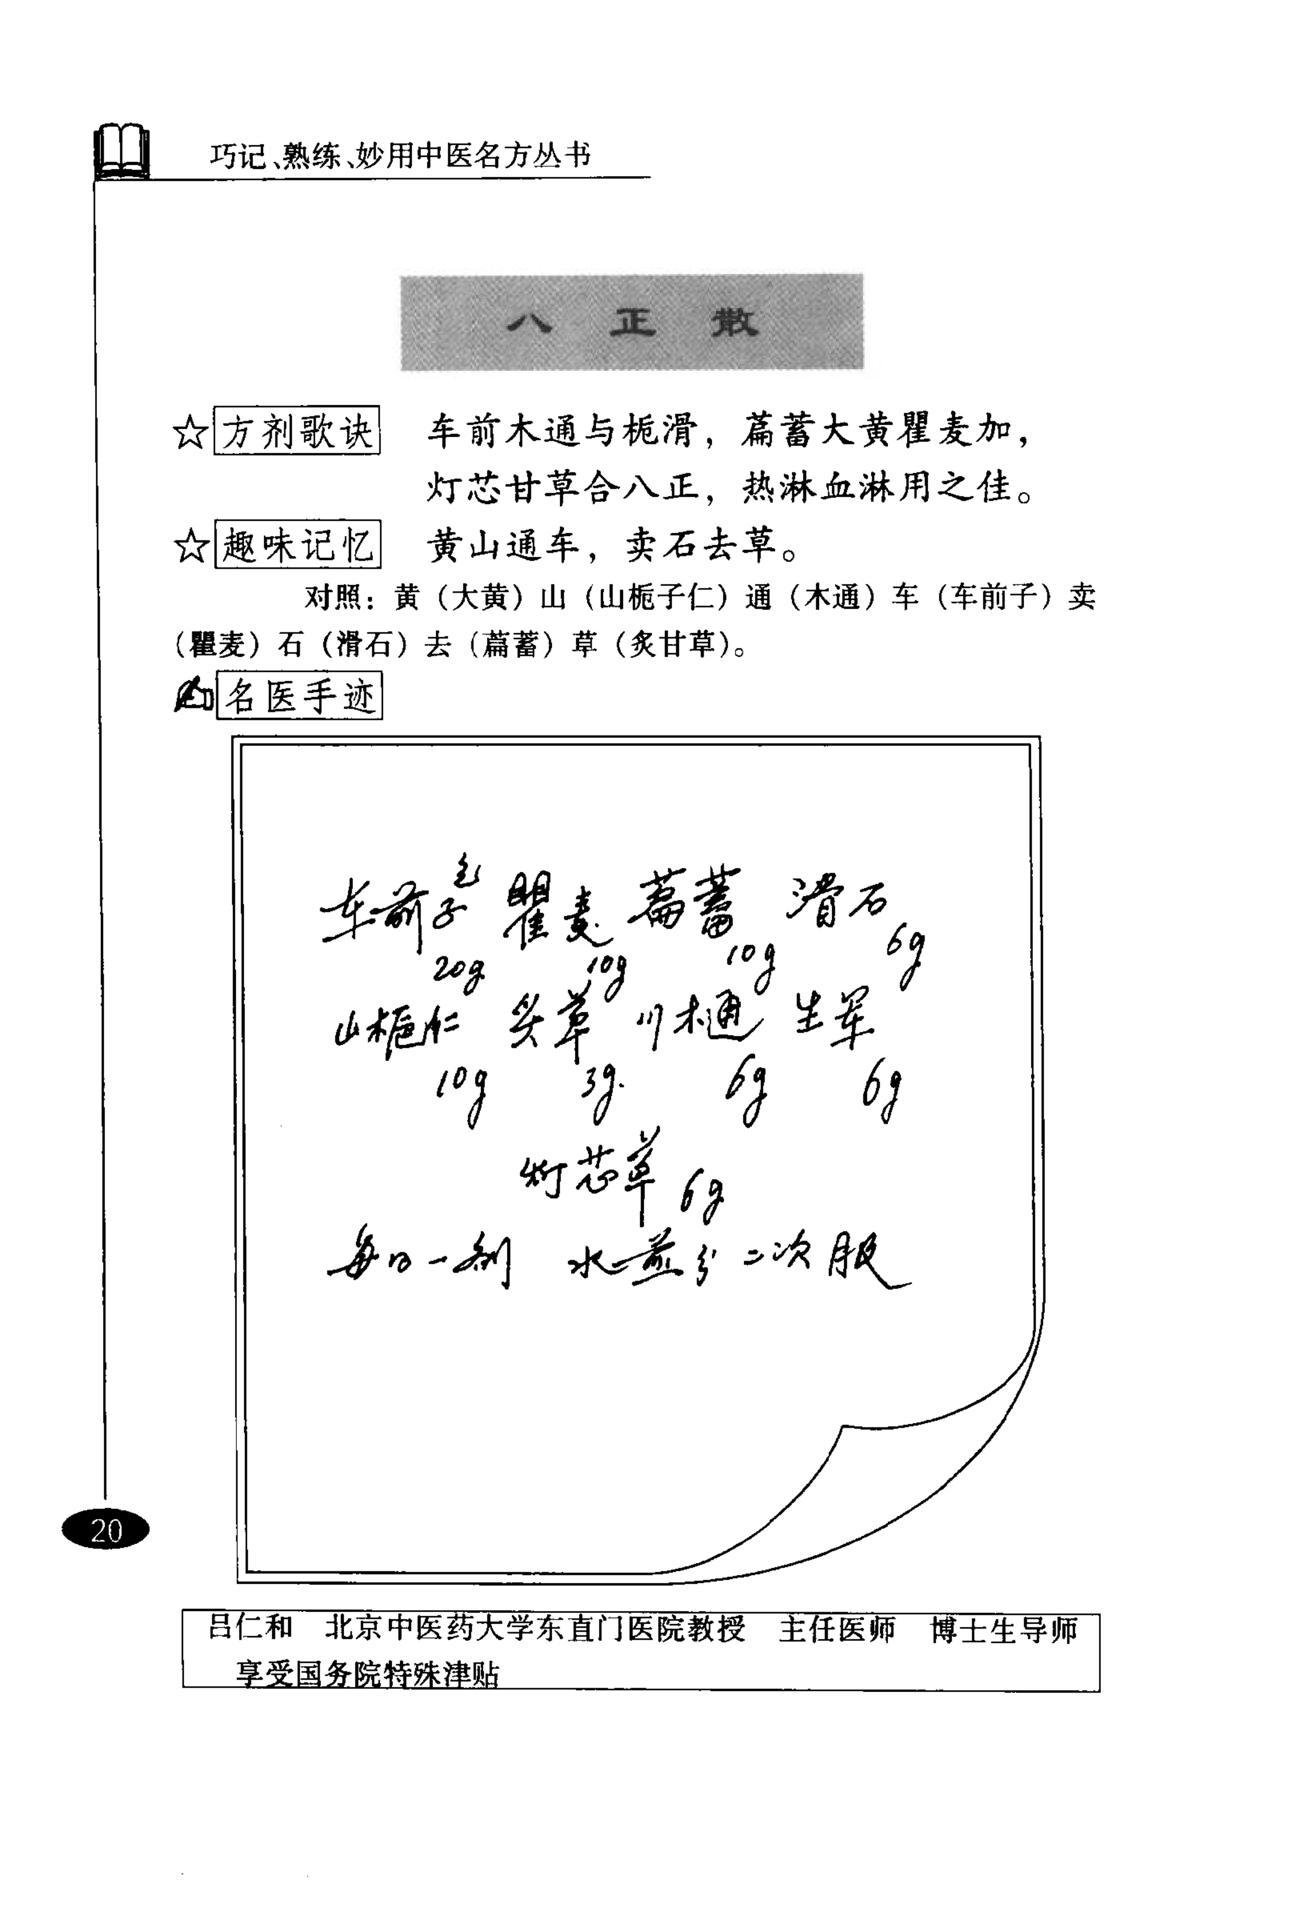 巧记、熟练、妙用中医名方丛书
八正散
☆方剂歌诀 车前木通与栀滑，萹蓄大黄瞿麦加，
灯芯甘草合八正，热淋血淋用之佳。
☆趣味记忆 黄山通车，卖石去草。
对照：黄（大黄）山（山栀子仁）通（木通）车（车前子）卖
（瞿麦）石（滑石）去（萹蓄）草（炙甘草）。
名医手迹
车前子包 瞿麦 萹蓄 滑石
20g 10g 10g 6g
山栀仁 炙草 川木通 生军
10g 3g. 6g 6g
灯芯草 6g
每日一剂 水煎分二次服
20
吕仁和 北京中医药大学东直门医院教授 主任医师 博士生导师
享受国务院特殊津贴